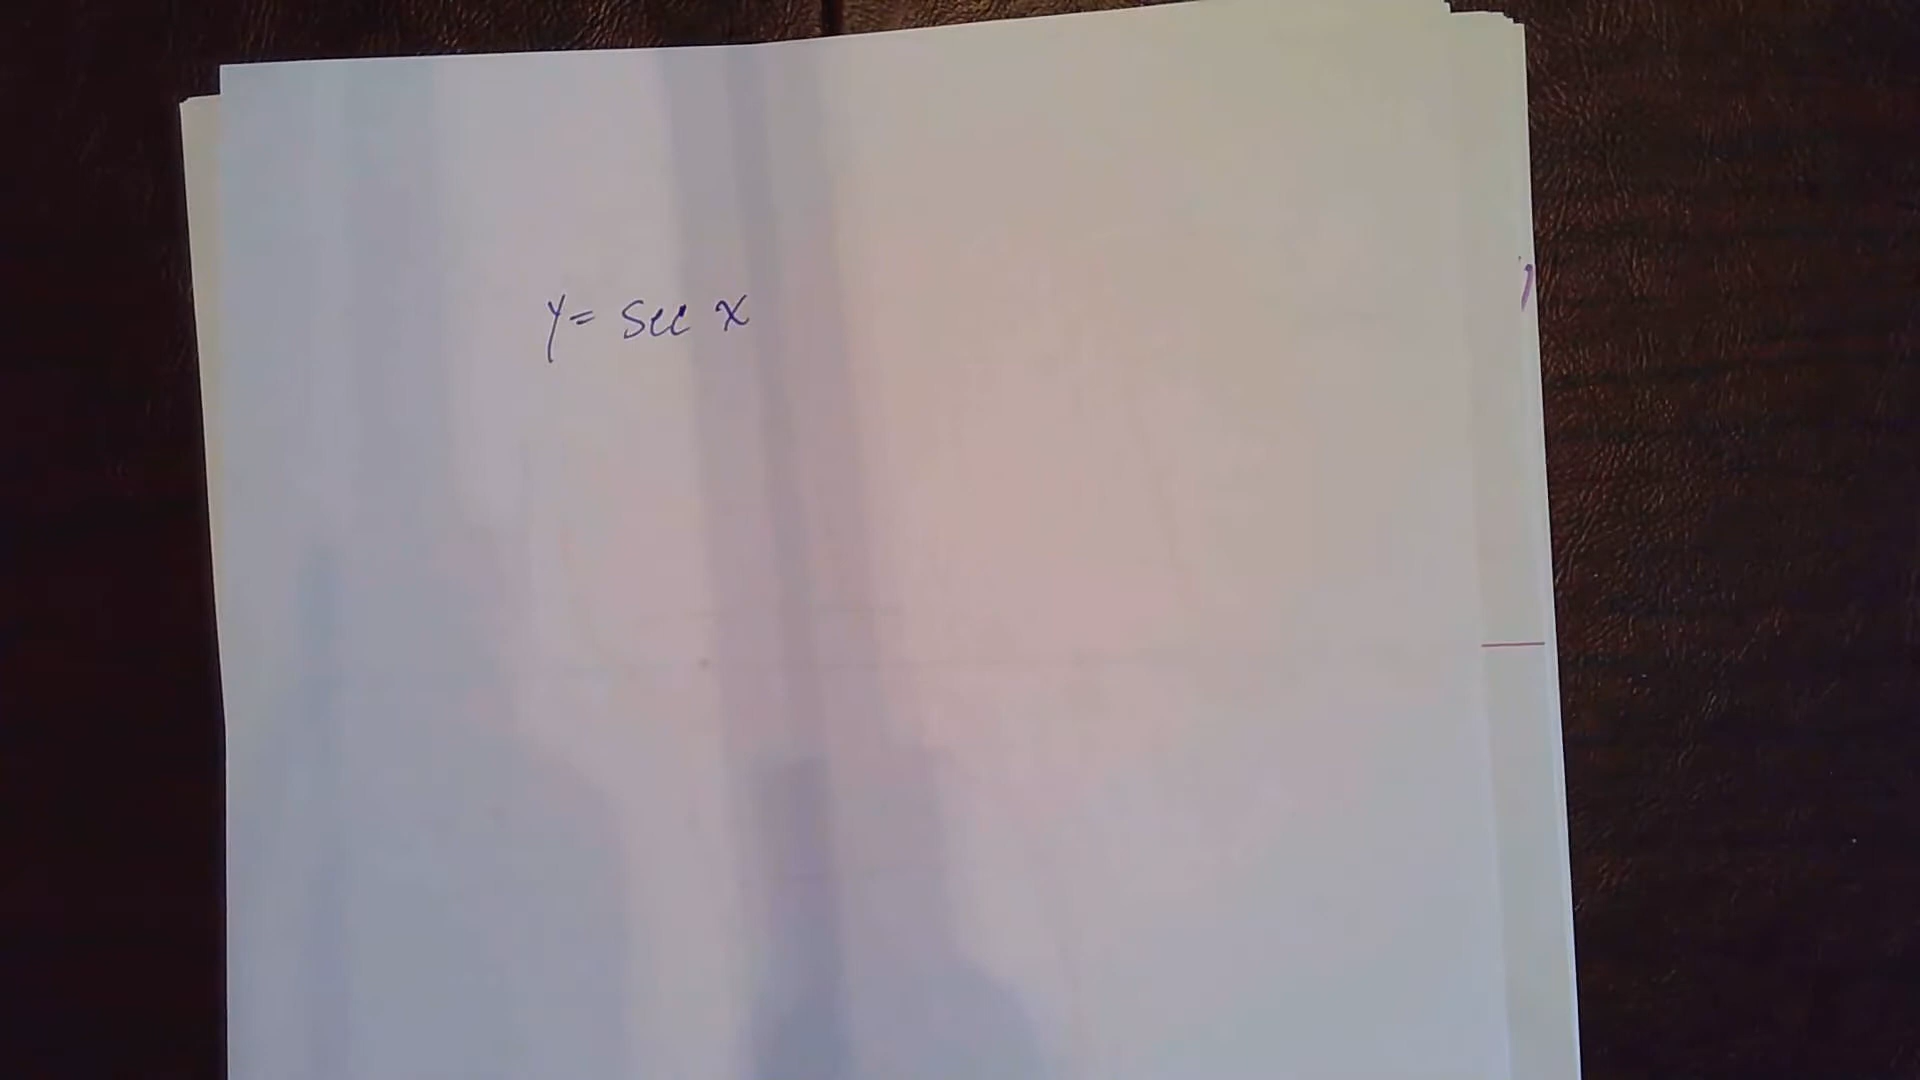 y = sec x